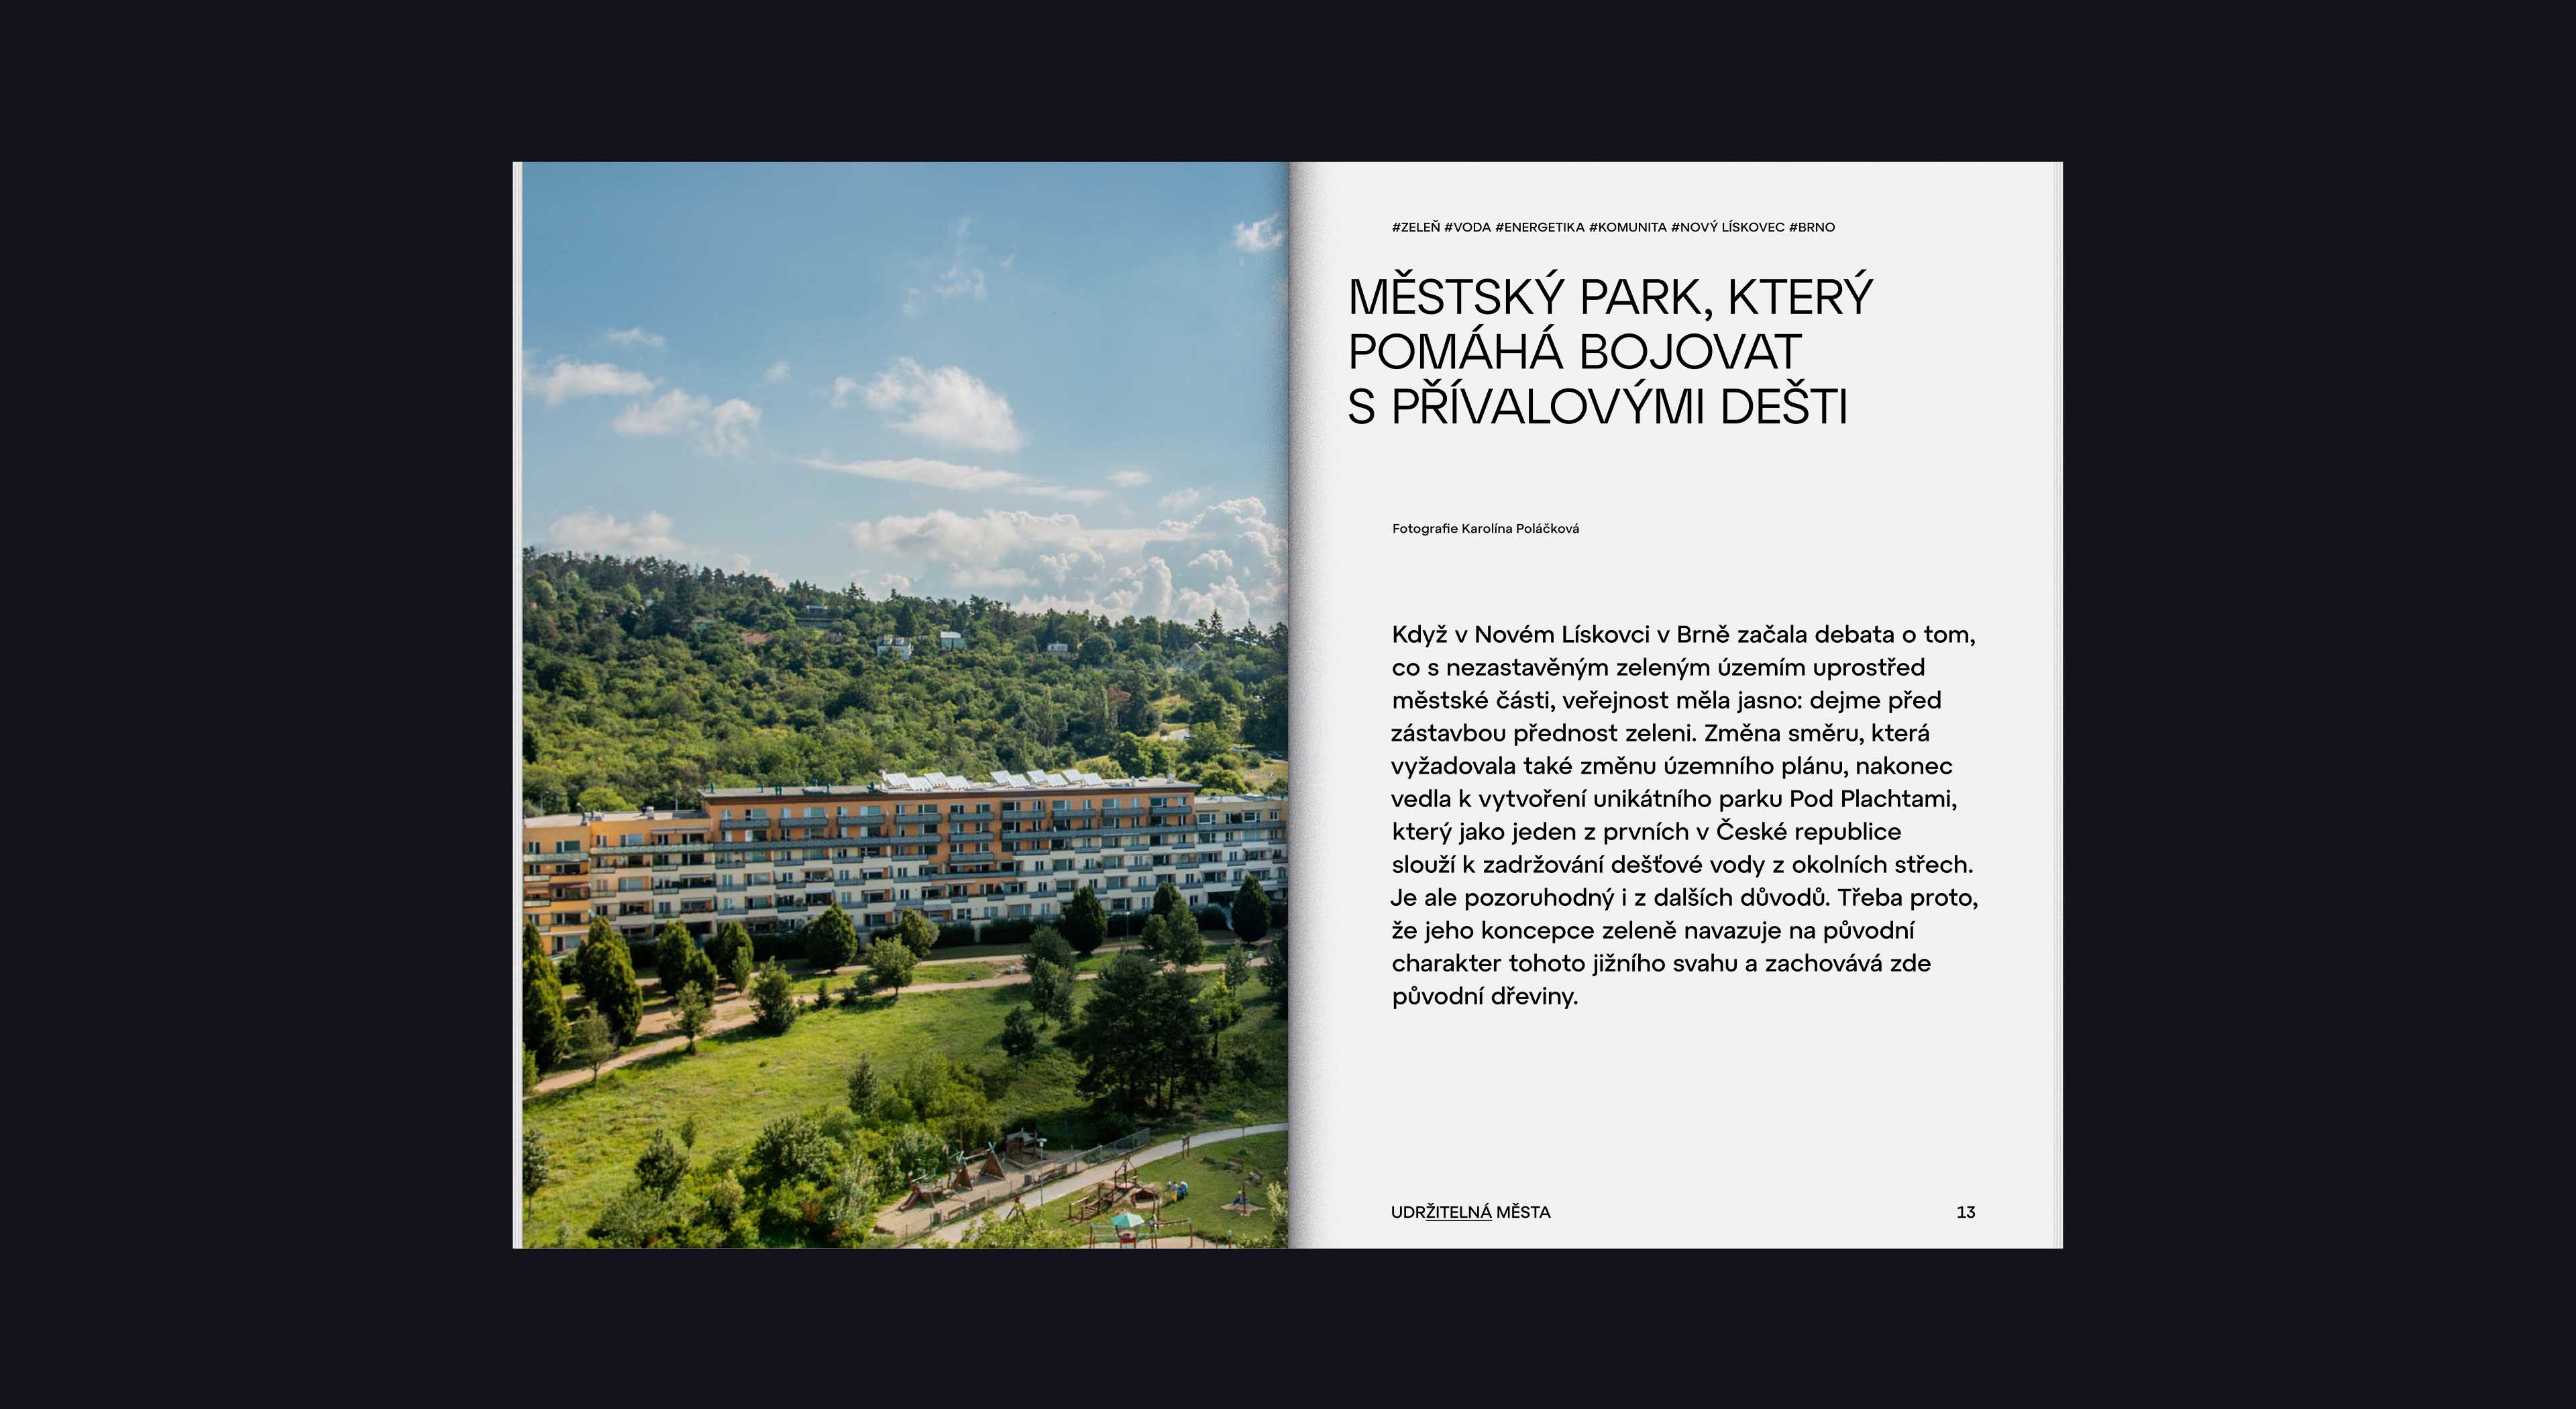 #ZELEŇ #VODA #ENERGETIKA #KOMUNITA #NOVÝ LÍSKOVEC #BRNO
MĚSTSKÝ PARK, KTERÝ
POMÁHÁ BOJOVAT
S PŘÍVALOVÝMI DEŠTI
Fotografie Karolína Poláčková
Když v Novém Lískovci v Brně začala debata o tom,
co s nezastavěným zeleným územím uprostřed
městské části, veřejnost měla jasno: dejme před
zástavbou přednost zeleni. Změna směru, která
vyžadovala také změnu územního plánu, nakonec
vedla k vytvoření unikátního parku Pod Plachtami,
který jako jeden z prvních v České republice
slouží k zadržování dešťové vody z okolních střech.
Je ale pozoruhodný i z dalších důvodů. Třeba proto,
že jeho koncepce zeleně navazuje na původní
charakter tohoto jižního svahu a zachovává zde
původní dřeviny.
UDRŽITELNÁ MĚSTA
13